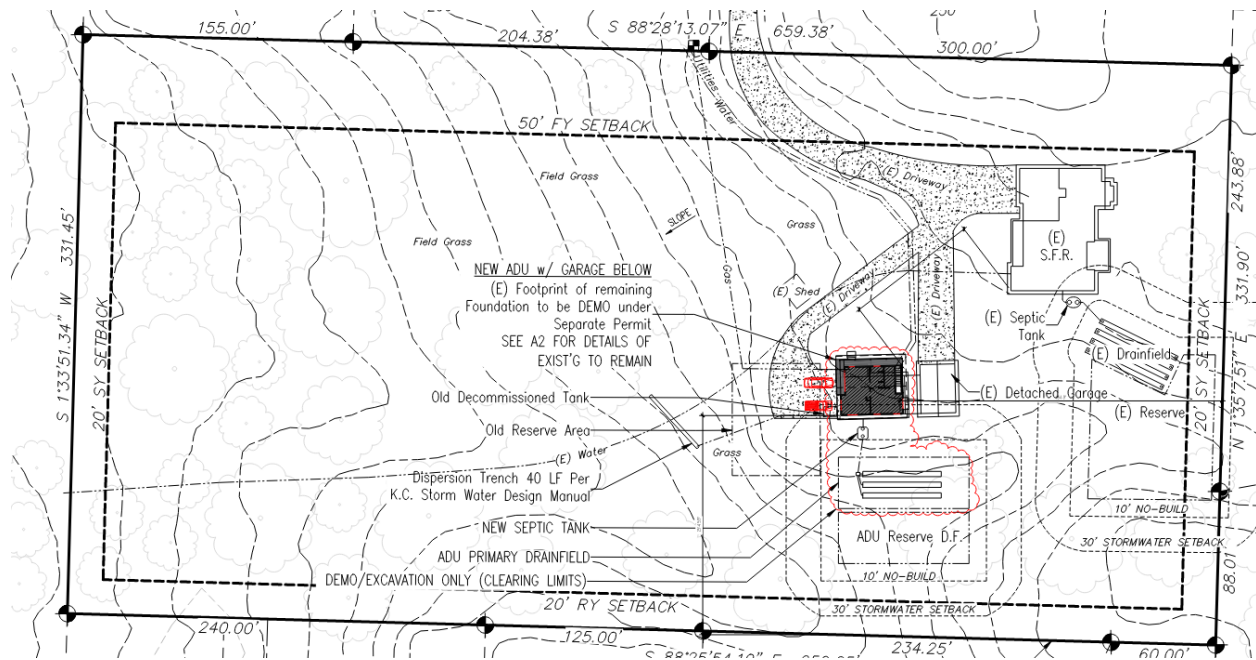 155.00'
204.38'
S 88°28'13.07" E
659.38'
300.00'
Utilities
Water
50' FY SETBACK
(E) Driveway
243.88'
Field Grass
SLOPE
Grass
Field Grass
(E)
S.F.R.
S 1°33'51.34" W 331.45'
20' SY SETBACK
NEW ADU w/ GARAGE BELOW
(E) Footprint of remaining
Foundation to be DEMO under
Separate Permit
SEE A2 FOR DETAILS OF
EXIST'G TO REMAIN
Gas
(E) Shed
(E) Driveway
(E) Driveway
(E) Septic
Tank
(E) Drainfield
20' SY SETBACK
N 1°35'7.51" E 331.90'
Old Decommissioned Tank
(E) Detached Garage
(E) Reserve
Old Reserve Area
(E) Water
Grass
Dispersion Trench 40 LF Per
K.C. Storm Water Design Manual
10' NO-BUILD
NEW SEPTIC TANK
ADU Reserve D.F.
30' STORMWATER SETBACK
ADU PRIMARY DRAINFIELD
DEMO/EXCAVATION ONLY (CLEARING LIMITS)
10' NO-BUILD
88.01'
20' RY SETBACK
30' STORMWATER SETBACK
240.00'
125.00'
234.25'
60.00'